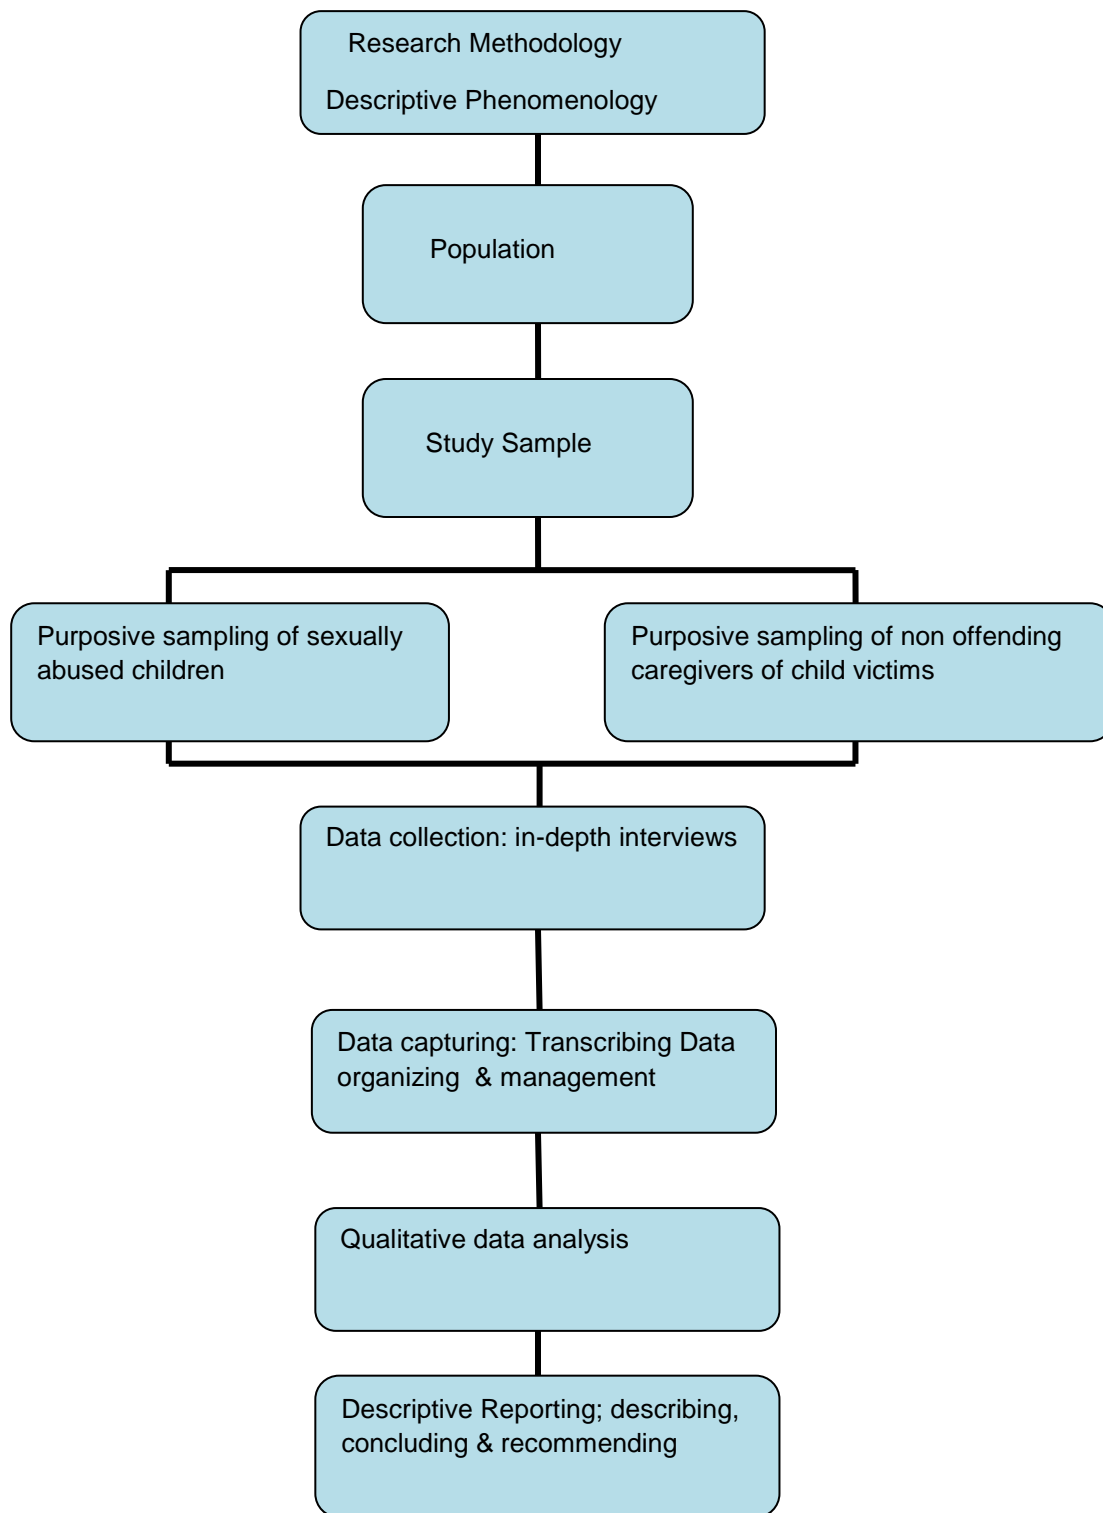 Research Methodology
Descriptive Phenomenology
Population
Study Sample
Purposive sampling of sexually
abused children
Purposive sampling of non offending
caregivers of child victims
Data collection: in-depth interviews
Data capturing: Transcribing Data
organizing  & management
Qualitative data analysis
Descriptive Reporting; describing,
concluding & recommending